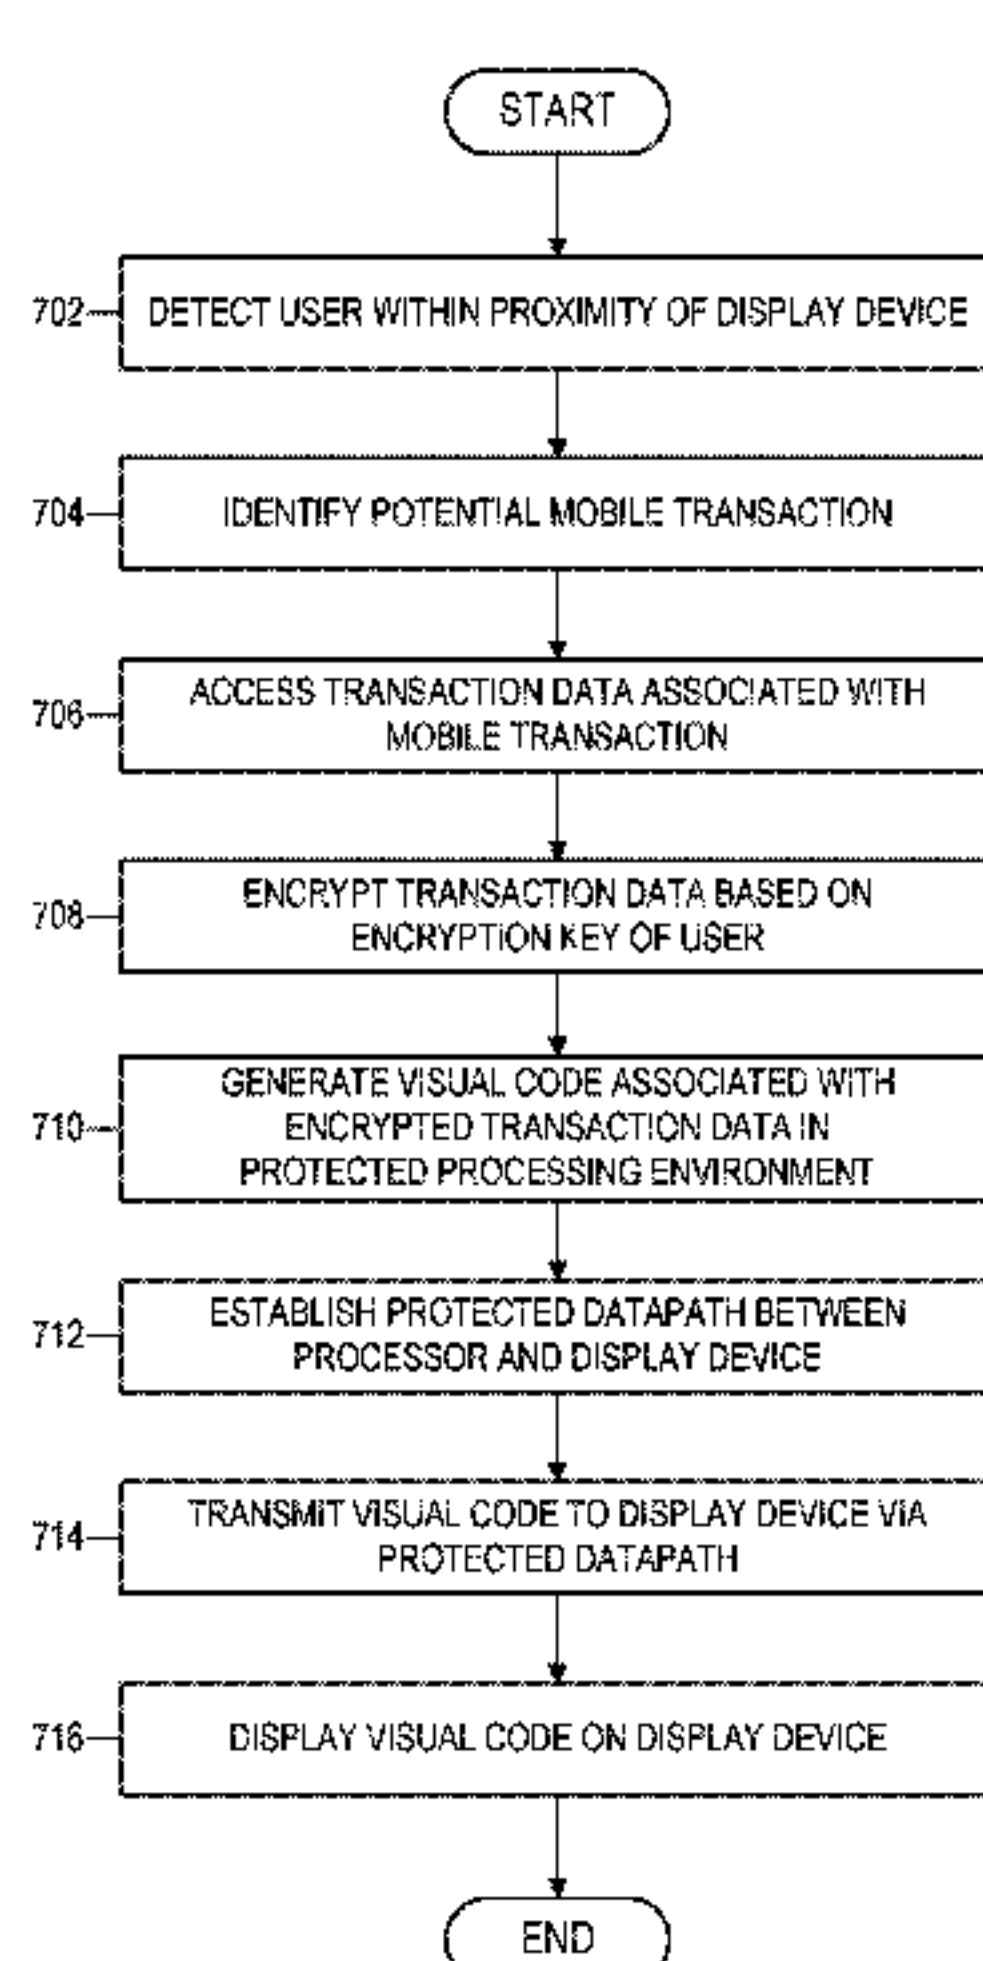 START
702
DETECT USER WITHIN PROXIMITY OF DISPLAY DEVICE
704
IDENTIFY POTENTIAL MOBILE TRANSACTION
706
ACCESS TRANSACTION DATA ASSOCIATED WITH
MOBILE TRANSACTION
708
ENCRYPT TRANSACTION DATA BASED ON
ENCRYPTION KEY OF USER
710
GENERATE VISUAL CODE ASSOCIATED WITH
ENCRYPTED TRANSACTION DATA IN
PROTECTED PROCESSING ENVIRONMENT
712
ESTABLISH PROTECTED DATAPATH BETWEEN
PROCESSOR AND DISPLAY DEVICE
714
TRANSMIT VISUAL CODE TO DISPLAY DEVICE VIA
PROTECTED DATAPATH
716
DISPLAY VISUAL CODE ON DISPLAY DEVICE
END